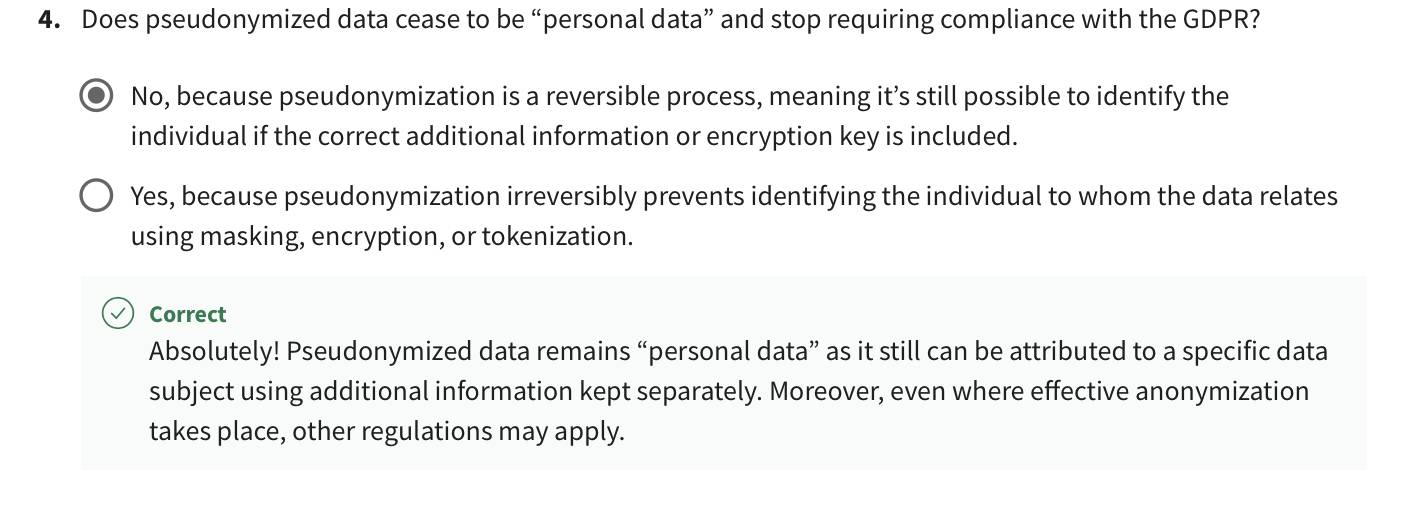 4. Does pseudonymized data cease to be “personal data” and stop requiring compliance with the GDPR?
No, because pseudonymization is a reversible process, meaning it’s still possible to identify the
individual if the correct additional information or encryption key is included.
Yes, because pseudonymization irreversibly prevents identifying the individual to whom the data relates
using masking, encryption, or tokenization.
Correct
Absolutely! Pseudonymized data remains “personal data” as it still can be attributed to a specific data
subject using additional information kept separately. Moreover, even where effective anonymization
takes place, other regulations may apply.